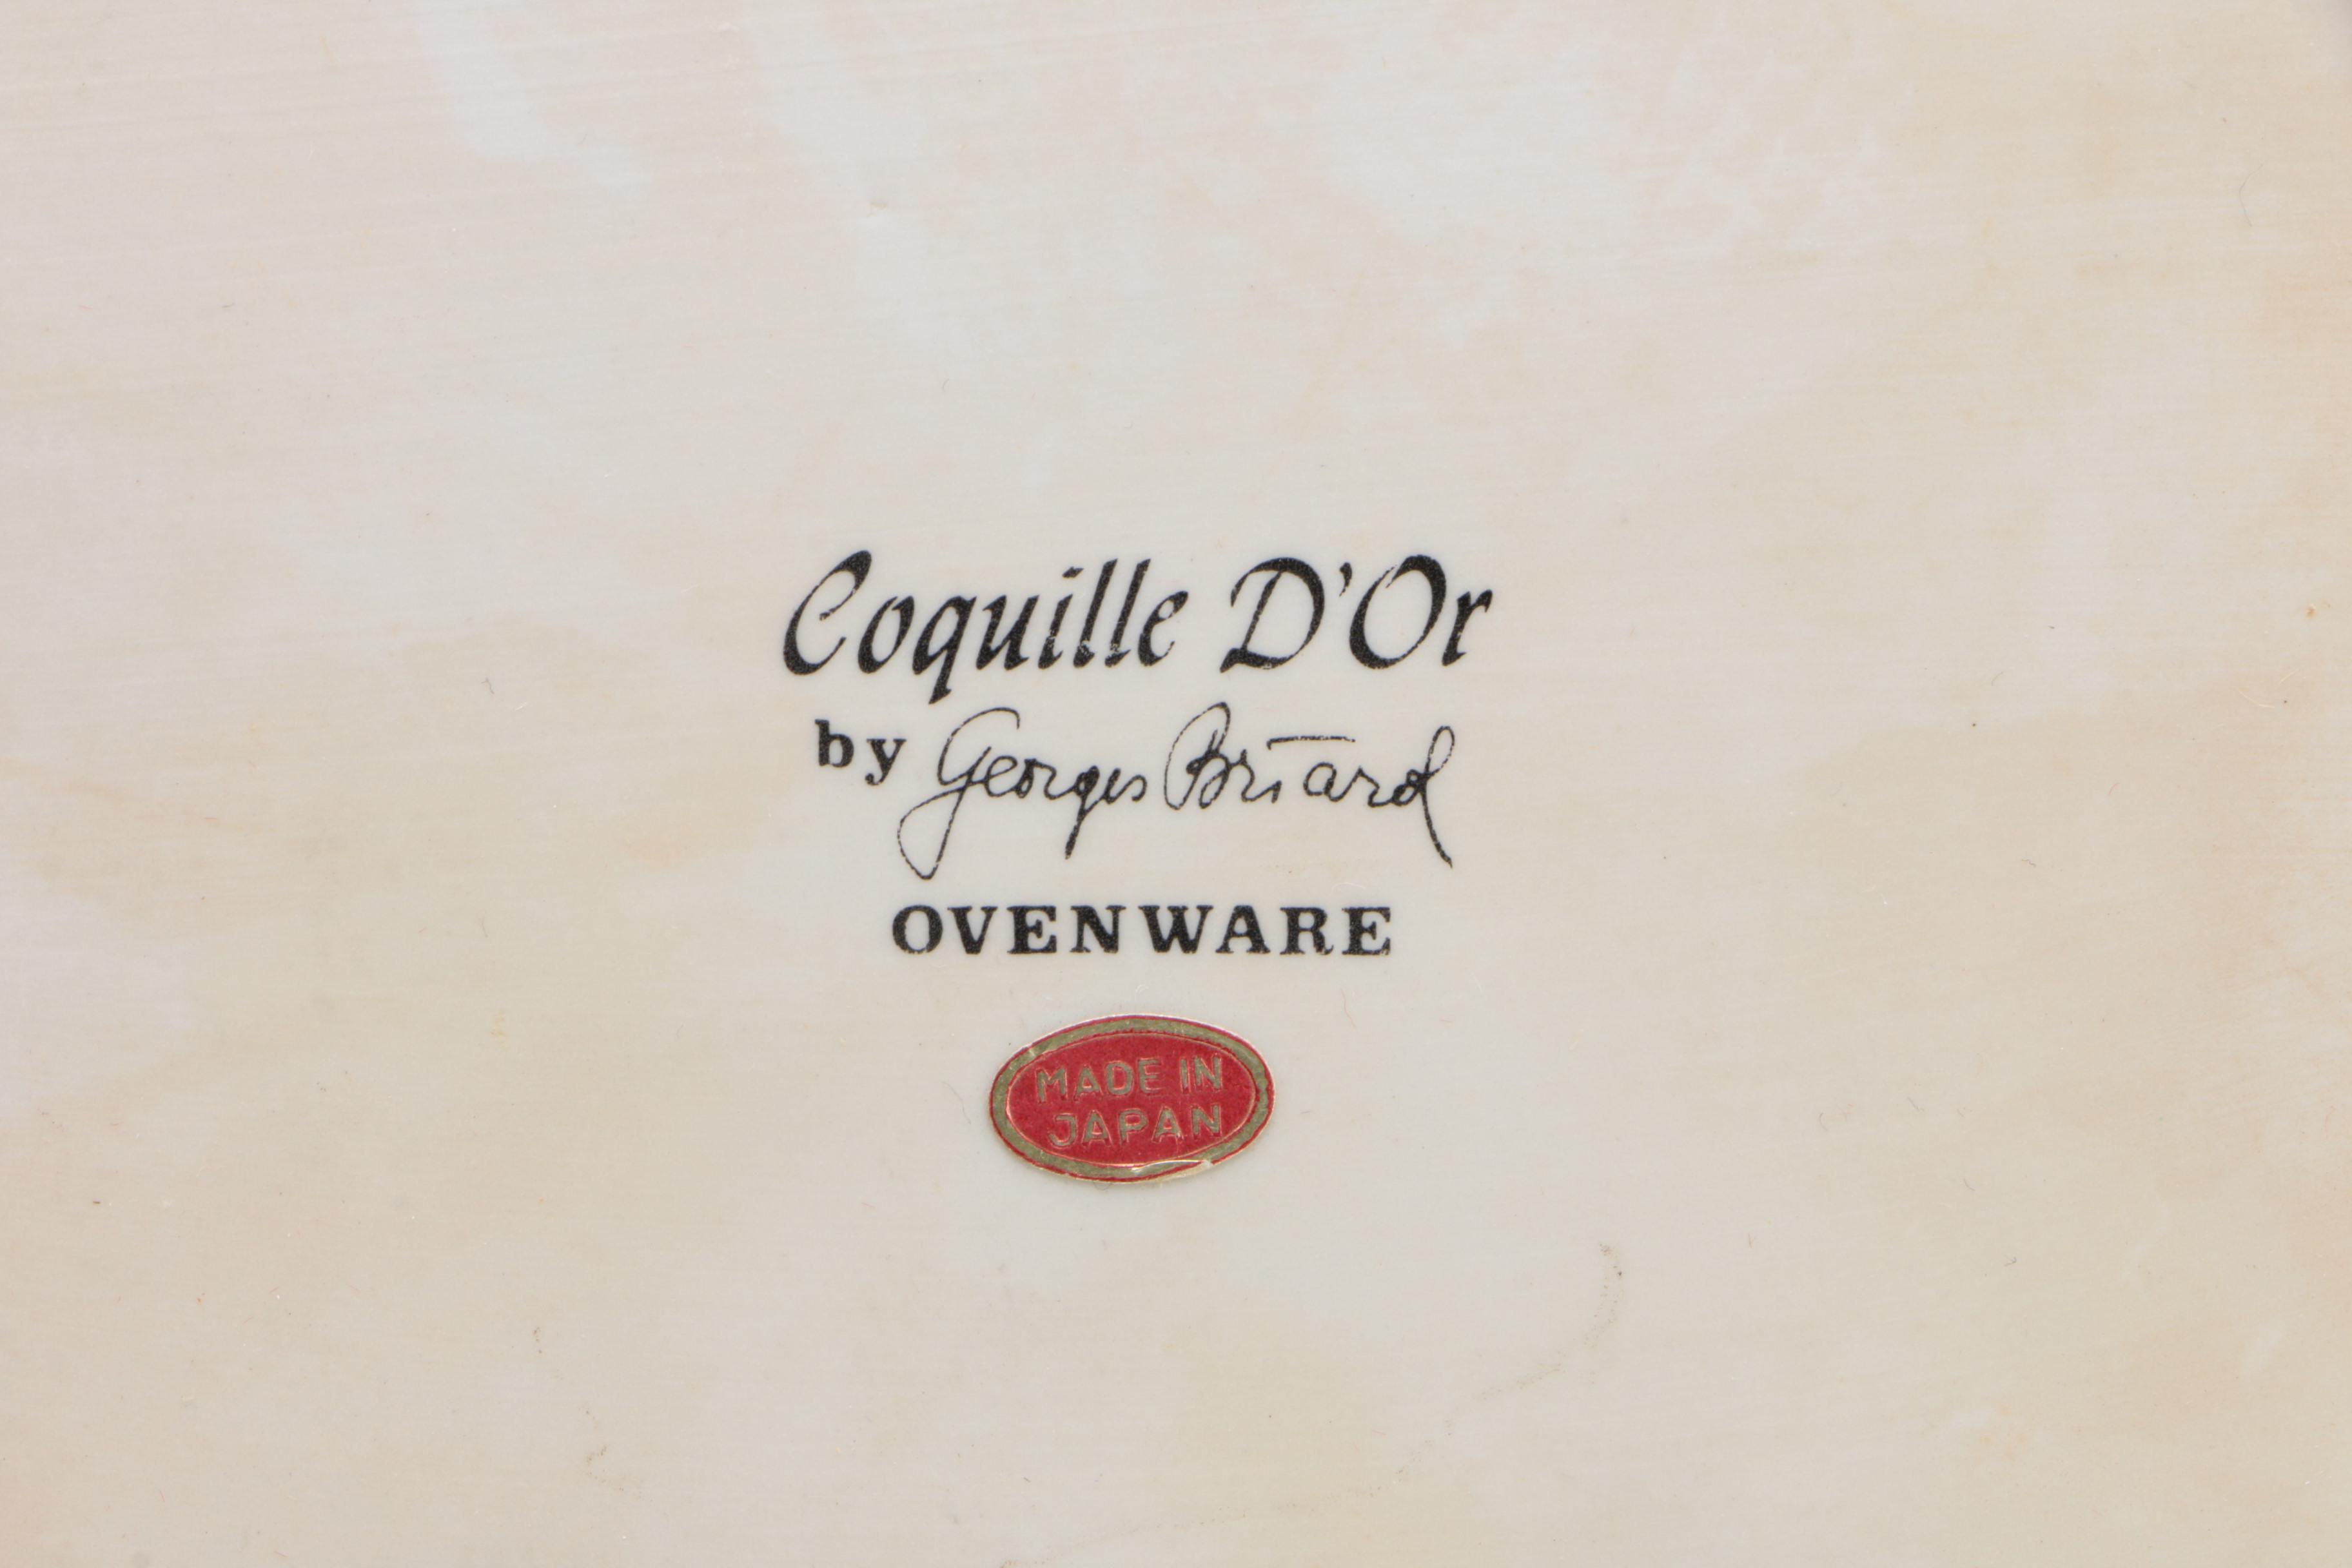 Coquille D'Or
by Georges Briard
OVENWARE
MADE IN
JAPAN